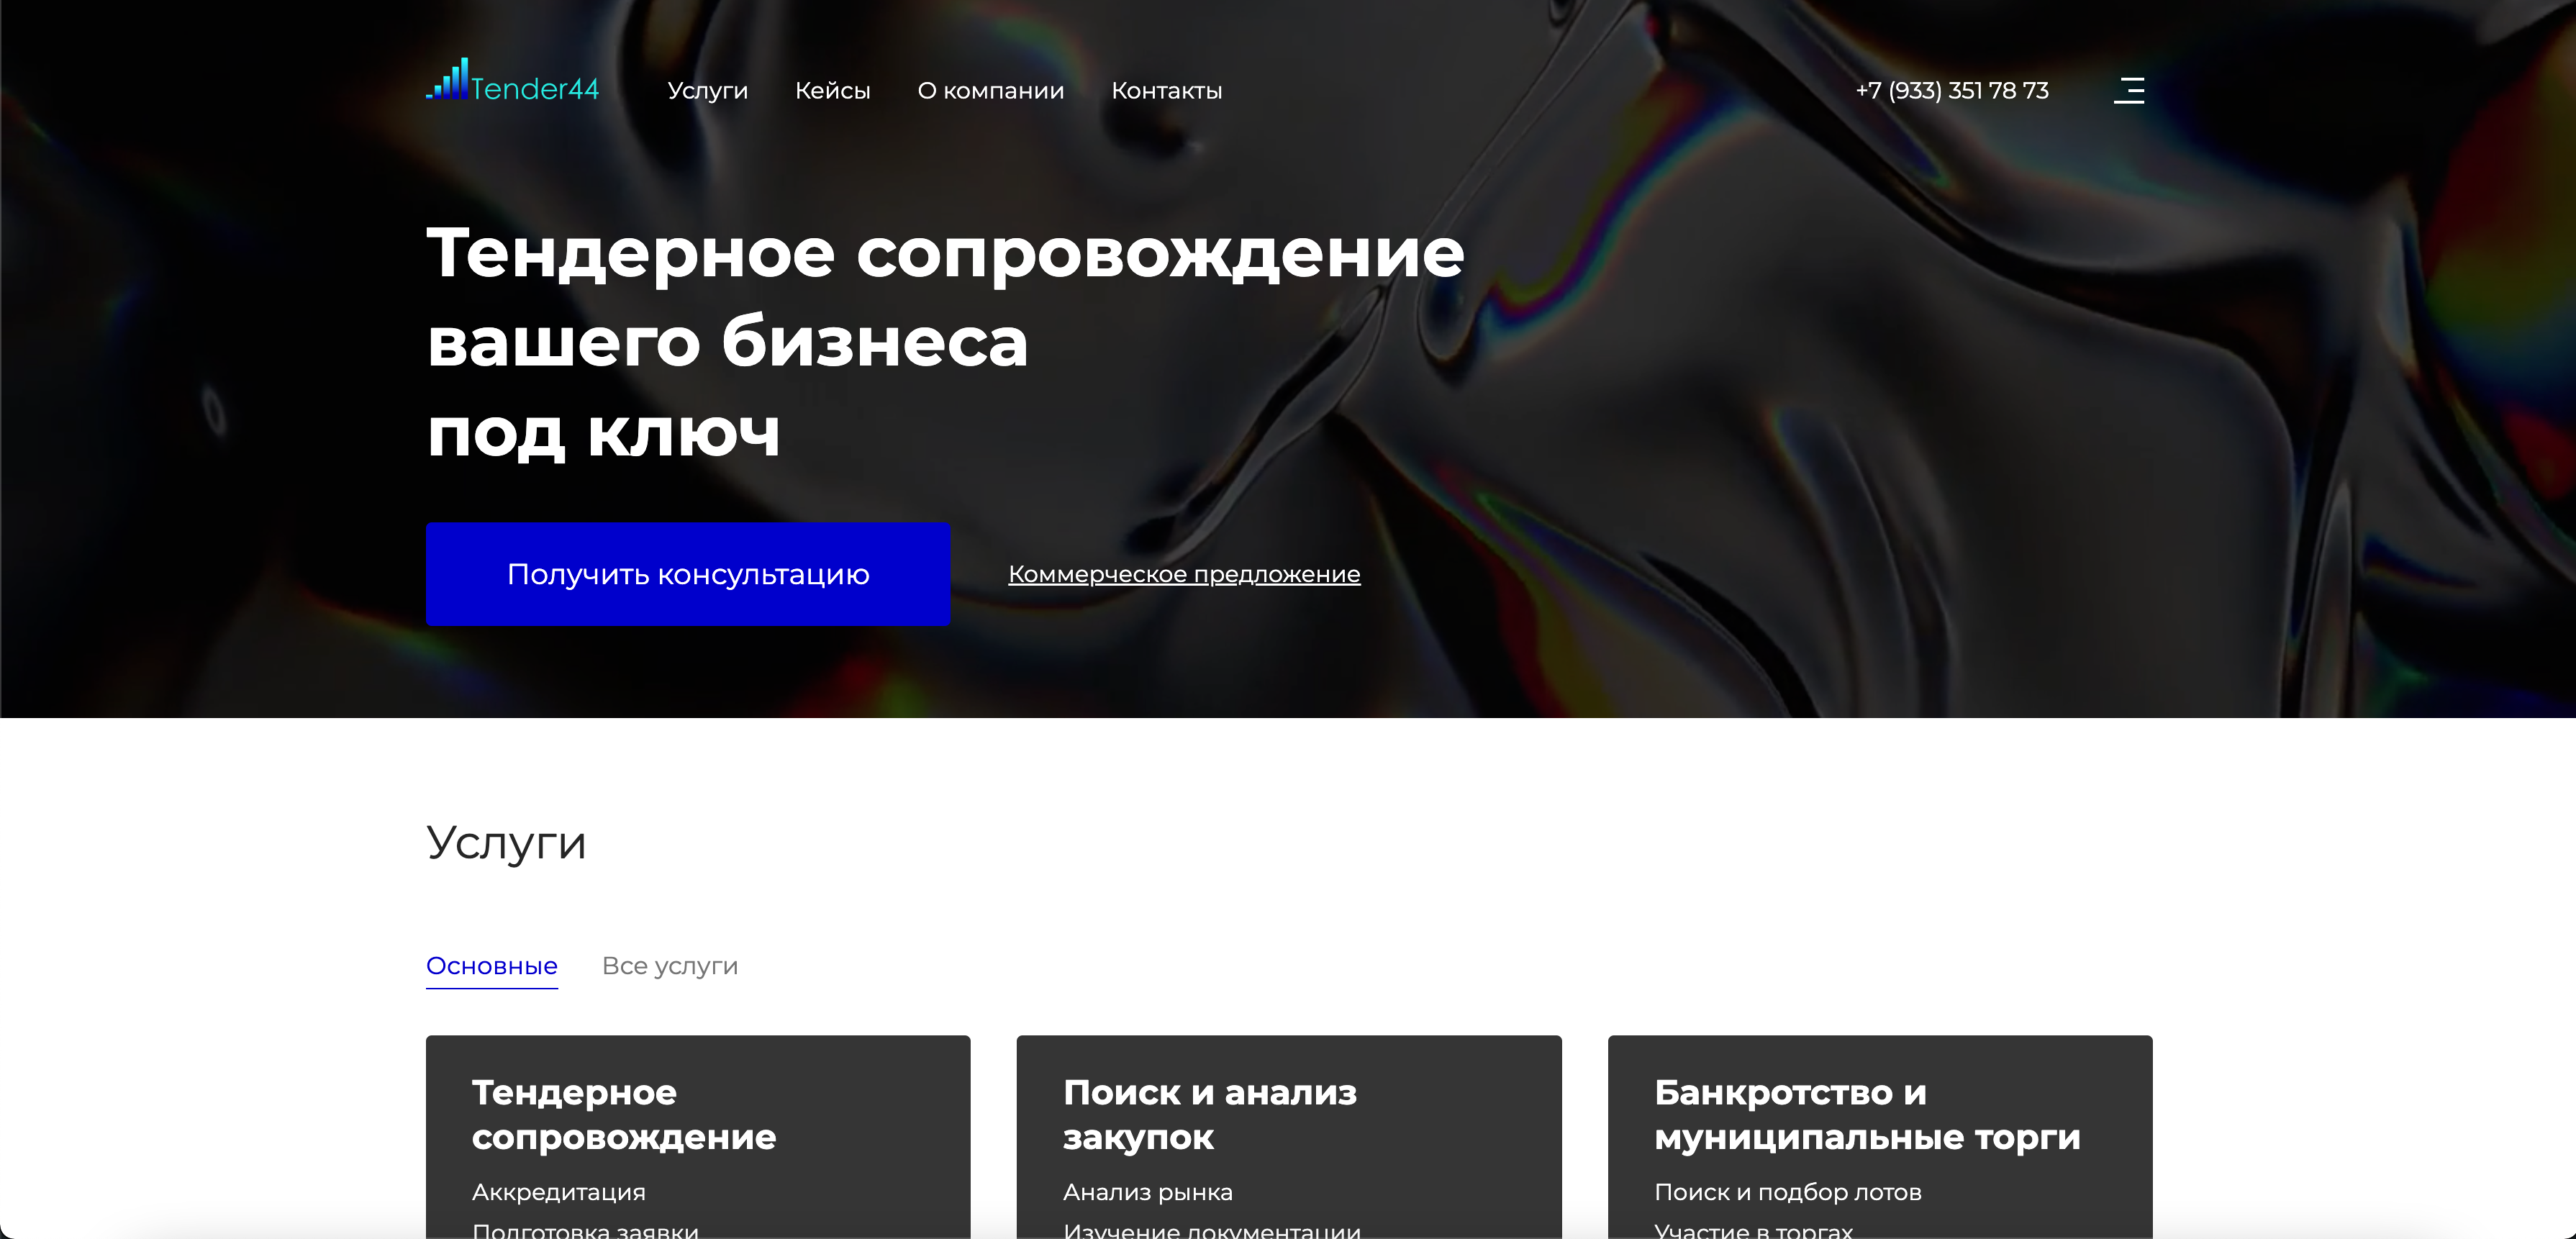 Tender44
Услуги
Кейсы
О компании
Контакты
+7 (933) 351 78 73
Тендерное сопровождение
вашего бизнеса
под ключ
Получить консультацию
Коммерческое предложение
Услуги
Основные
Все услуги
Тендерное
сопровождение
Аккредитация
Подготовка заявки
Поиск и анализ
закупок
Анализ рынка
Изучение документации
Банкротство и
муниципальные торги
Поиск и подбор лотов
Участие в торгах